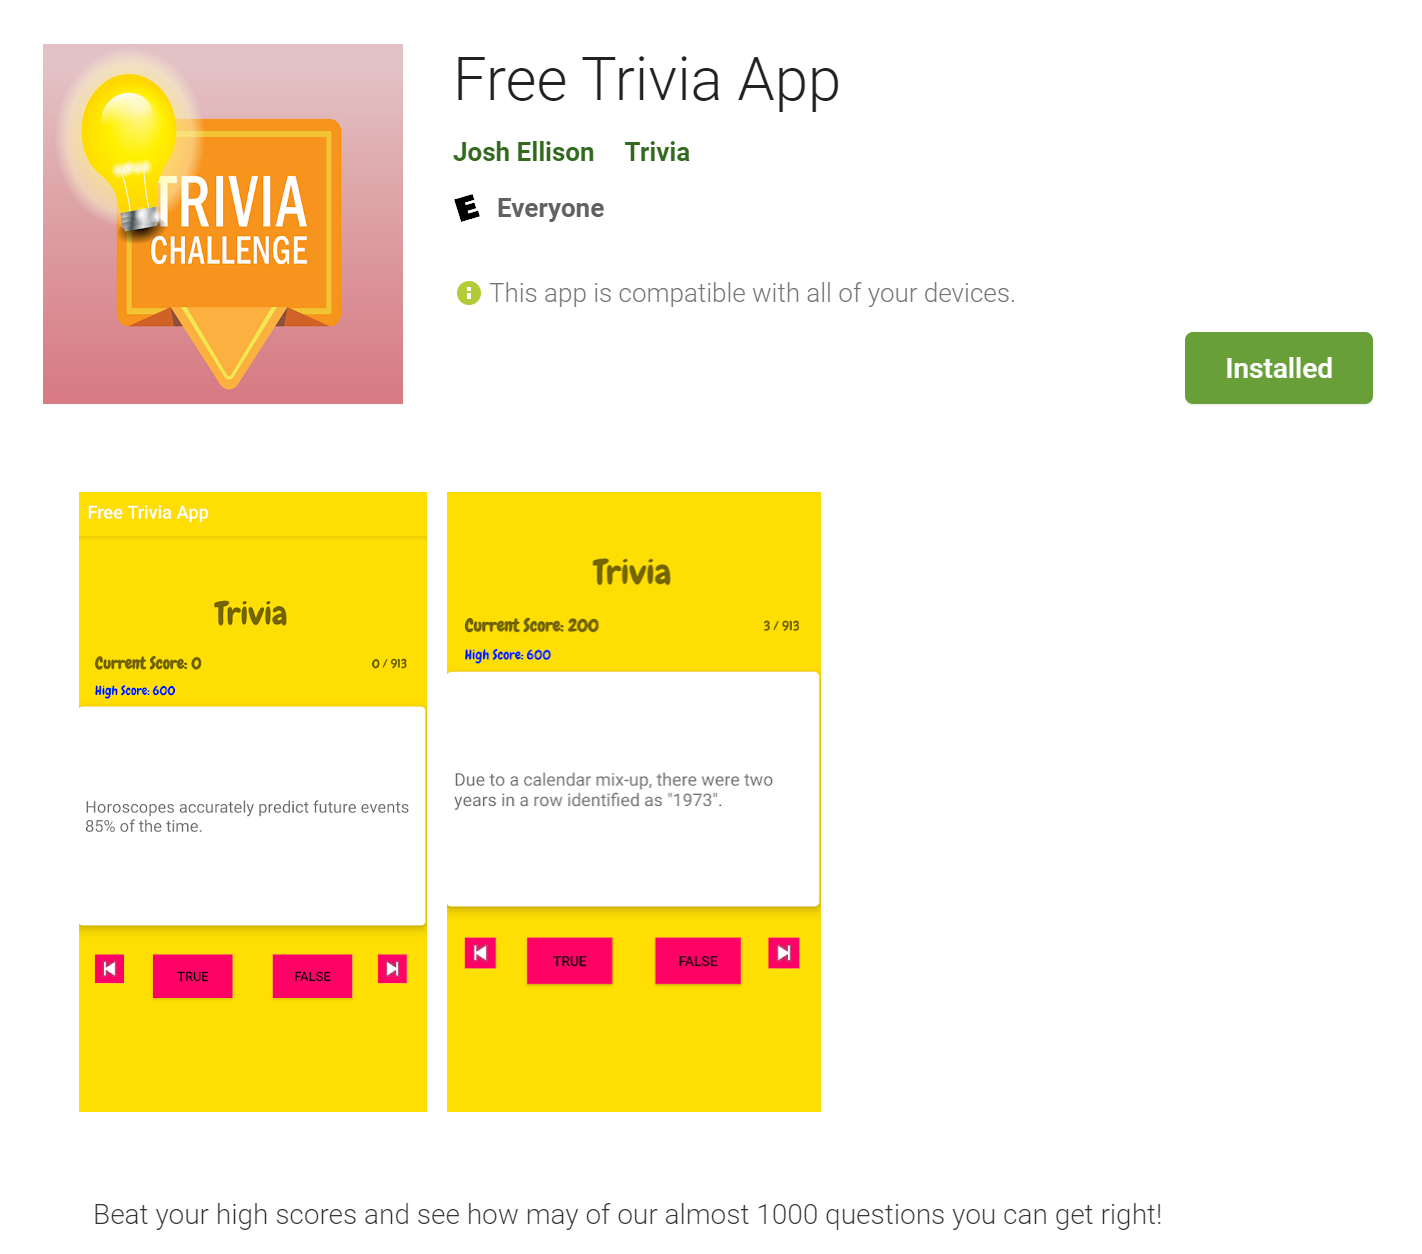 Free Trivia App
Josh Ellison Trivia
E Everyone
This app is compatible with all of your devices.
Installed
TRIVIA
CHALLENGE
Free Trivia App
Trivia
Current Score: 0 0 / 913
High Score: 600
Horoscopes accurately predict future events
85% of the time.
TRUE FALSE
Trivia
Current Score: 200 3 / 913
High Score: 600
Due to a calendar mix-up, there were two
years in a row identified as "1973".
TRUE FALSE
Beat your high scores and see how may of our almost 1000 questions you can get right!